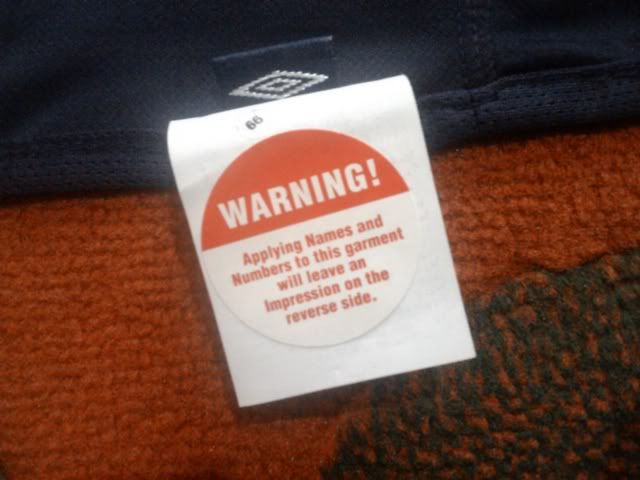 66
WARNING!
Applying Names and
Numbers to this garment
will leave an
Impression on the
reverse side.